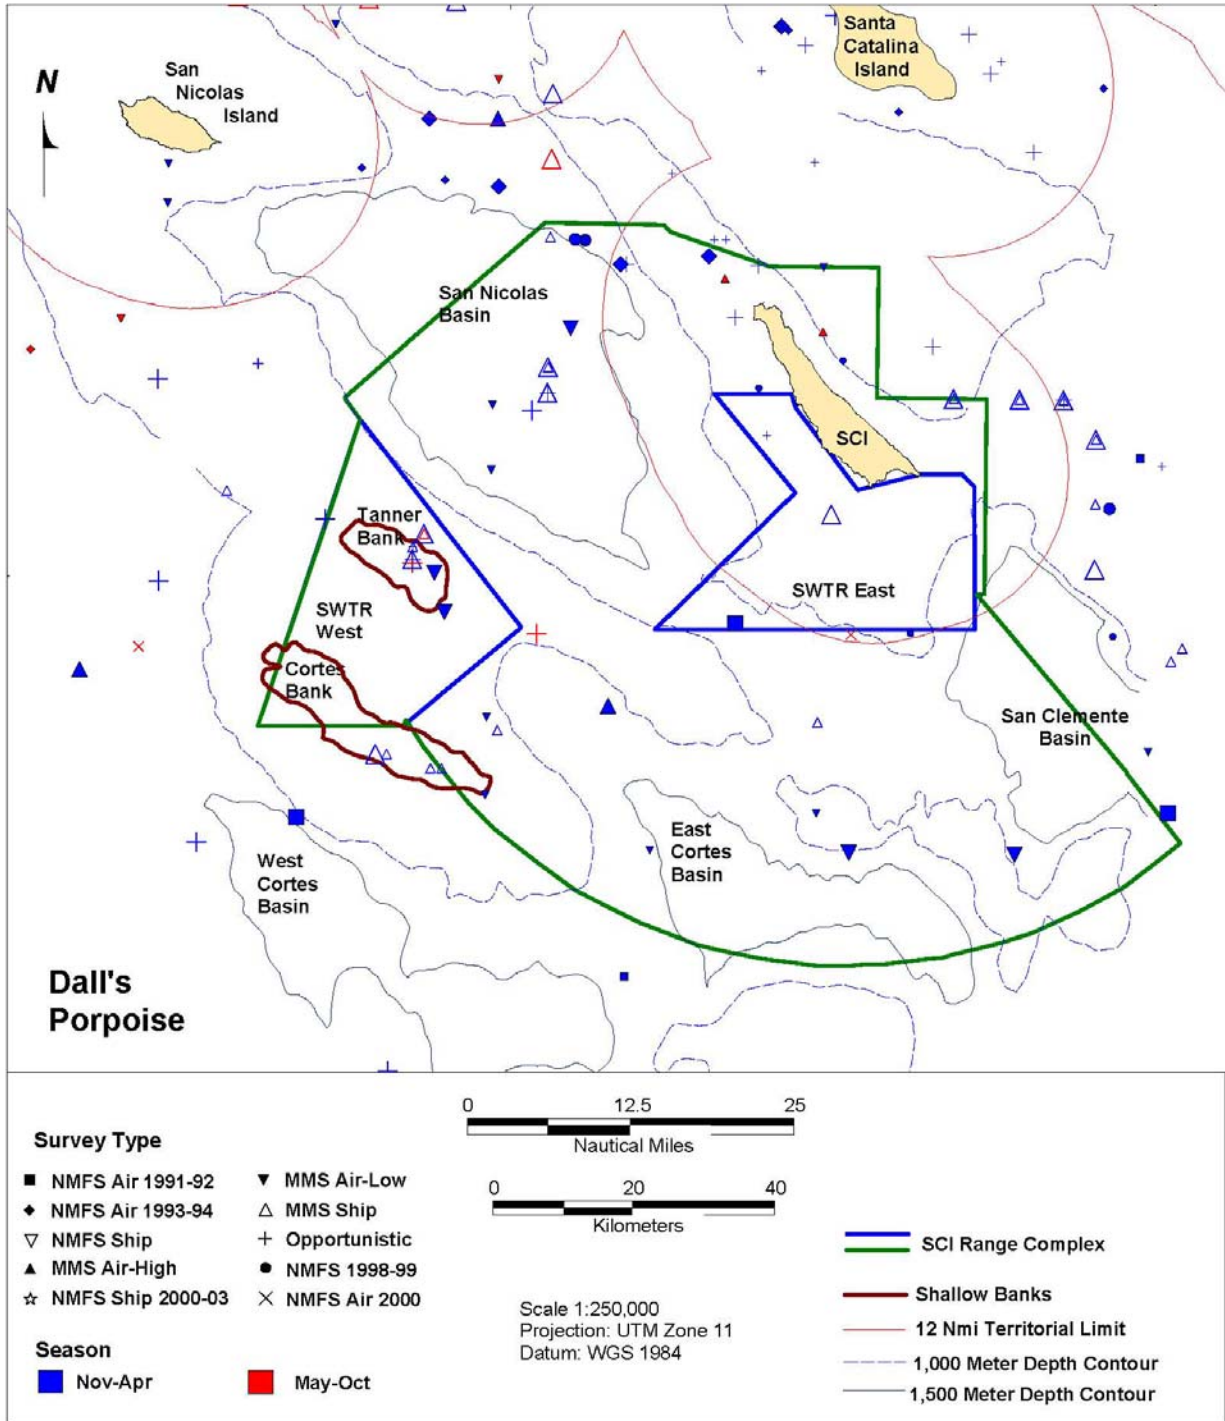 Santa
Catalina
Island
San
Nicolas
Island
N
San Nicolas
Basin
SCI
Tanner
Bank
SWTR
West
SWTR East
Cortes
Bank
San Clemente
Basin
East
Cortes
Basin
West
Cortes
Basin
Dall's
Porpoise
0 12.5 25
Nautical Miles
0 20 40
Kilometers
Survey Type
NMFS Air 1991-92
NMFS Air 1993-94
NMFS Ship
MMS Air-High
NMFS Ship 2000-03
MMS Air-Low
MMS Ship
Opportunistic
NMFS 1998-99
NMFS Air 2000
Season
Nov-Apr
May-Oct
Scale 1:250,000
Projection: UTM Zone 11
Datum: WGS 1984
SCI Range Complex
Shallow Banks
12 Nmi Territorial Limit
1,000 Meter Depth Contour
1,500 Meter Depth Contour